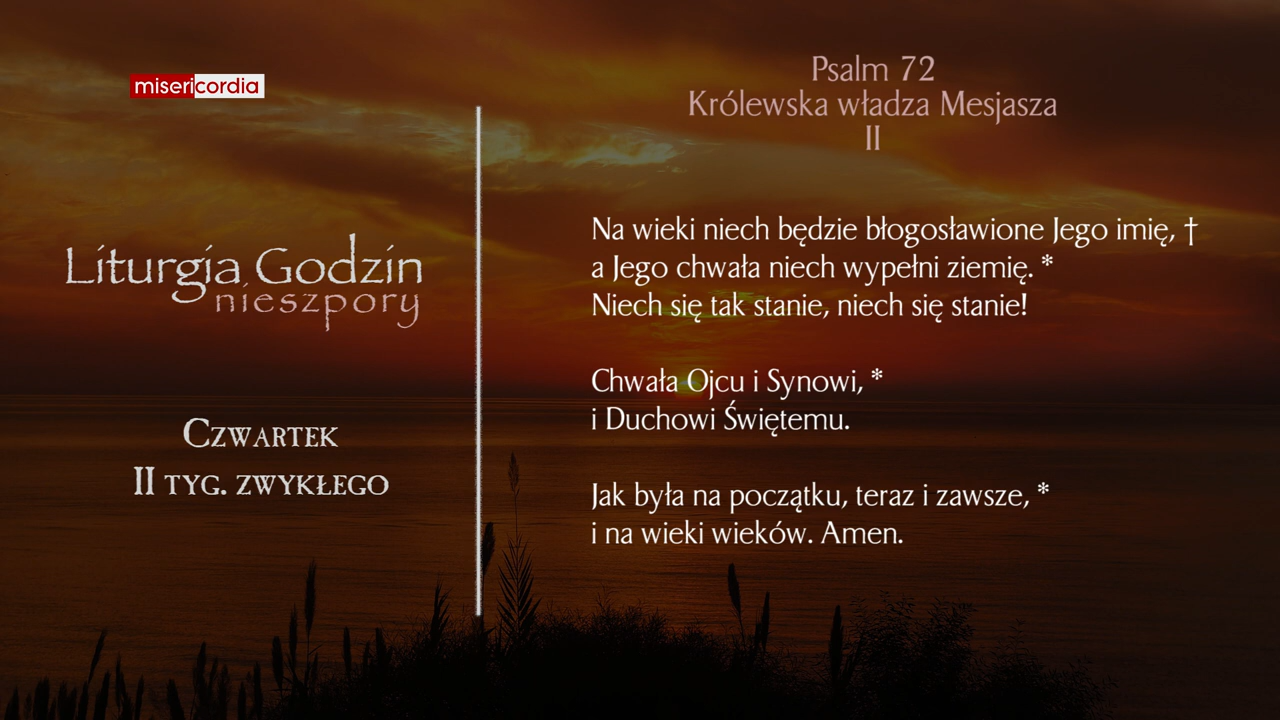 misericordia
Liturgia Godzin
nieszpory
Czwartek
II tyg. zwykłego
Psalm 72
Królewska władza Mesjasza
II
Na wieki niech będzie błogosławione Jego imię, †
a Jego chwała niech wypełni ziemię. *
Niech się tak stanie, niech się stanie!
Chwała Ojcu i Synowi, *
i Duchowi Świętemu.
Jak była na początku, teraz i zawsze, *
i na wieki wieków. Amen.